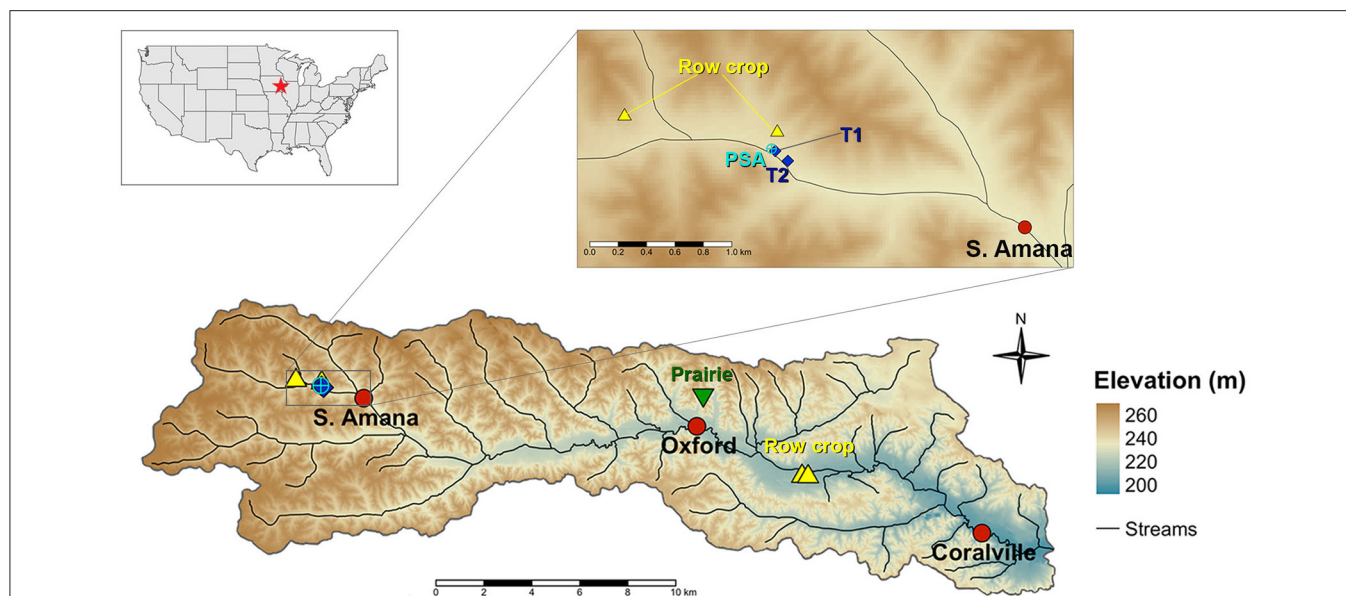 Row crop
T1
PSA
T2
S. Amana
0.0 0.2 0.4 0.6 0.8 1.0 km
N
Prairie
S. Amana
Oxford
Row crop
Coralville
Elevation (m)
260
240
220
200
Streams
0 2 4 6 8 10 km